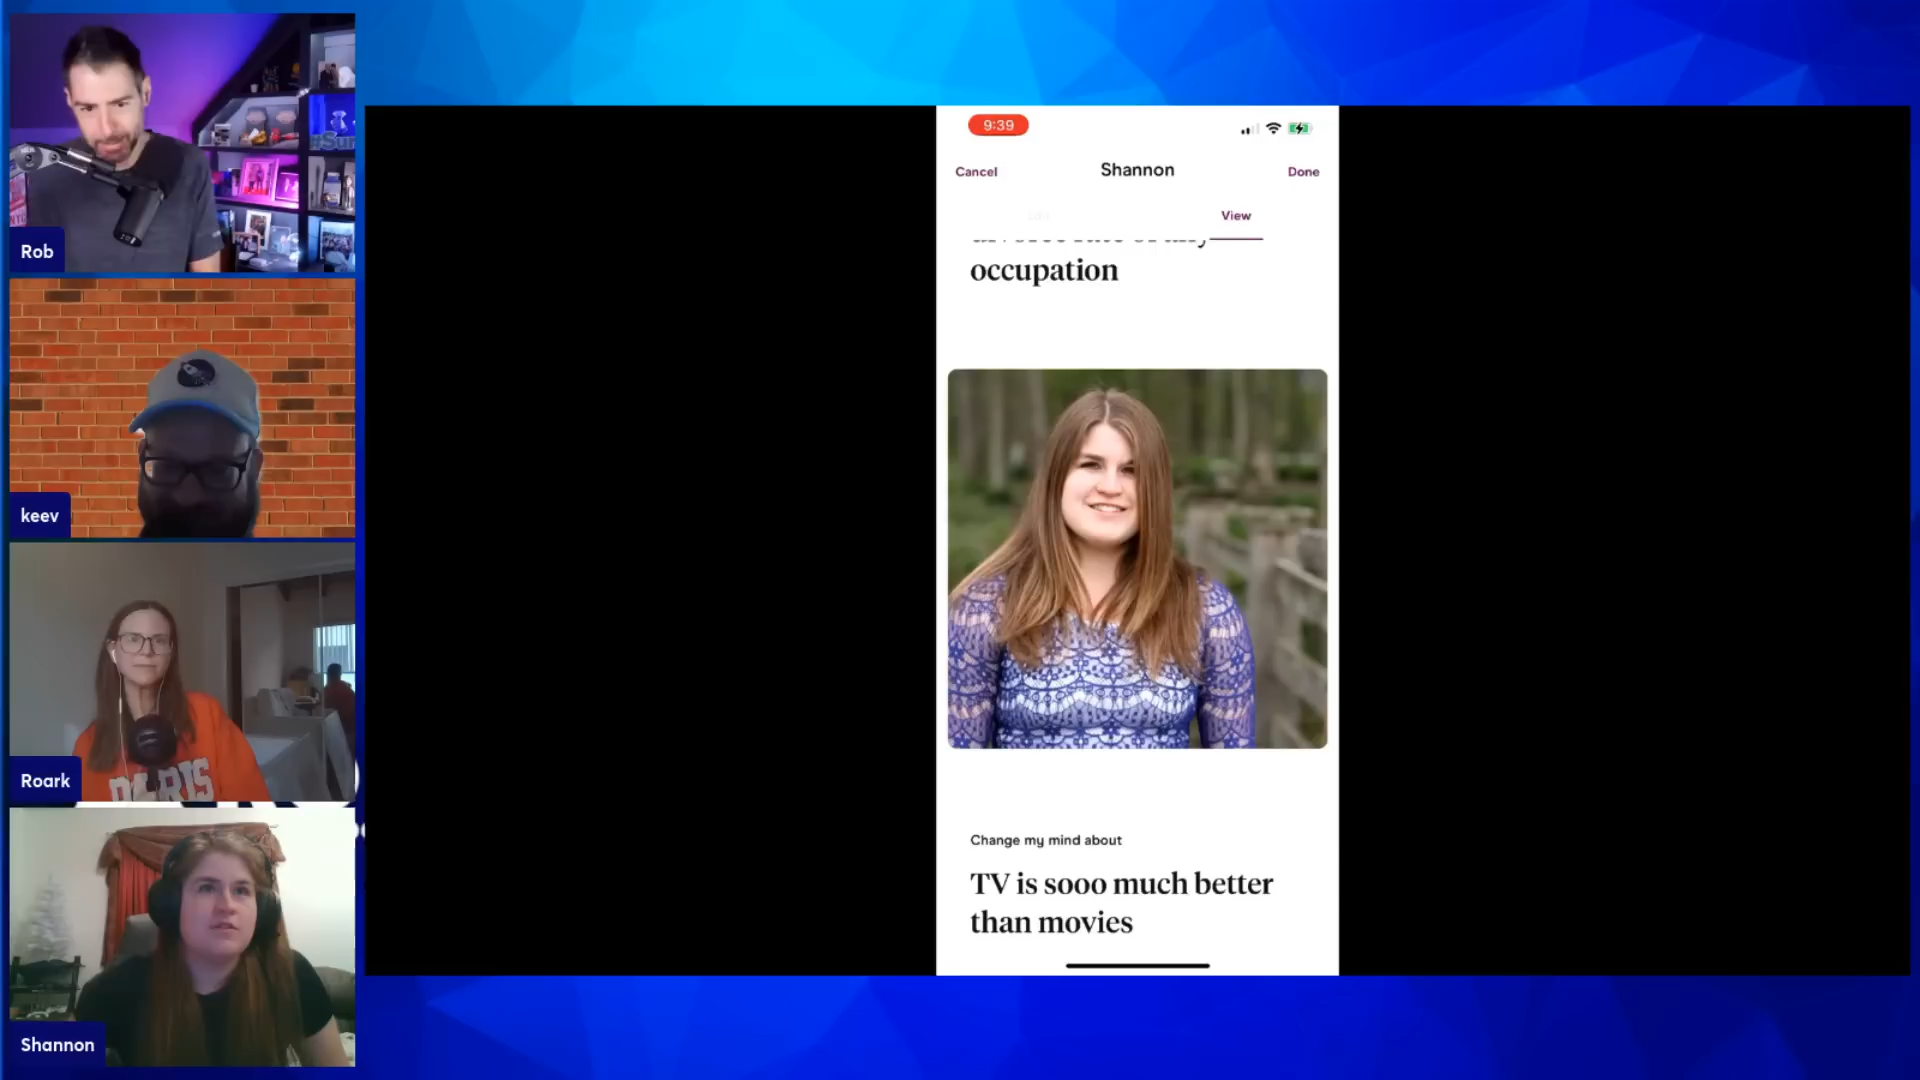 Rob
keev
PARIS
Roark
Shannon
9:39
Cancel
Shannon
Done
View
occupation
Change my mind about
TV is sooo much better
than movies